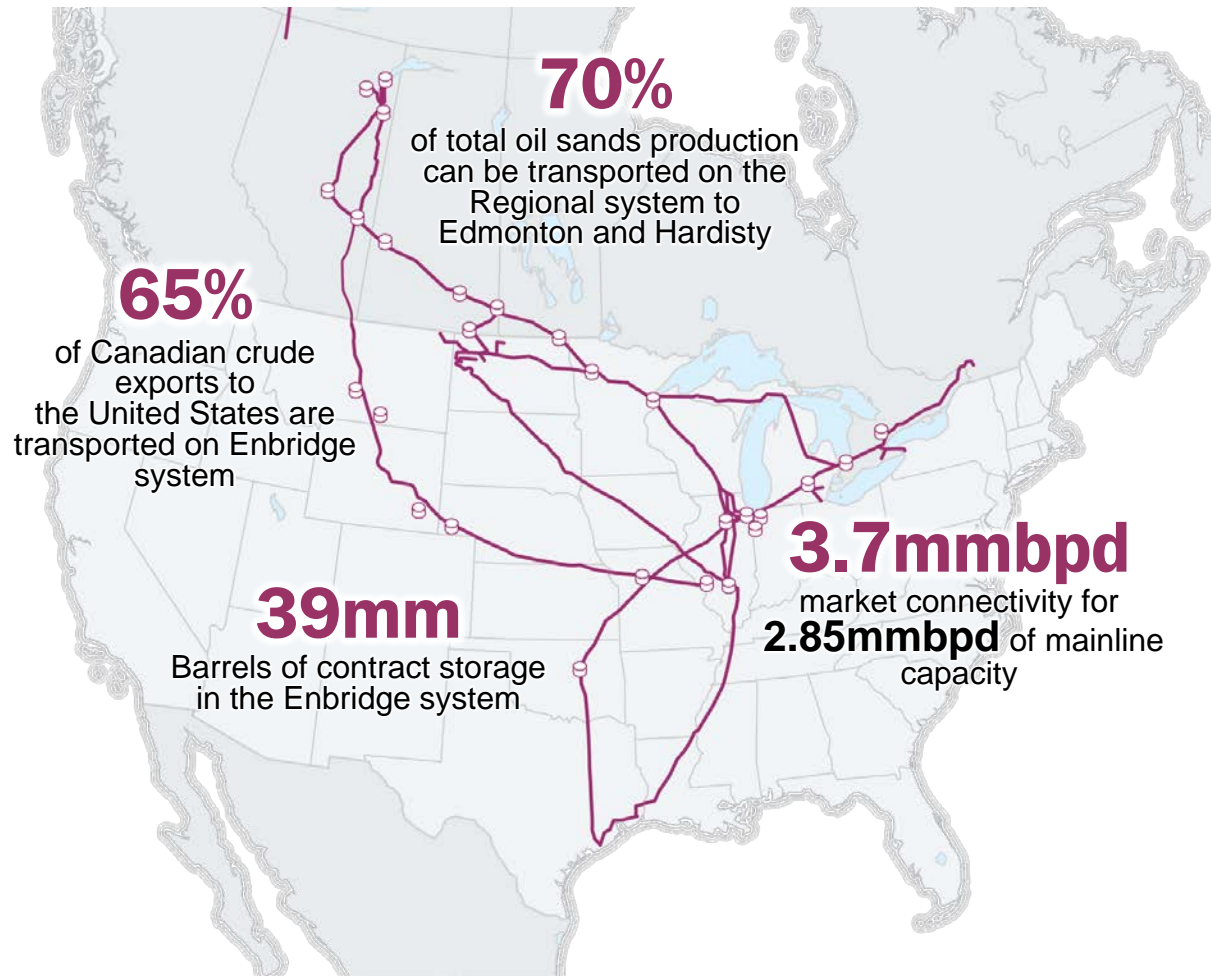 70%
of total oil sands production
can be transported on the
Regional system to
Edmonton and Hardisty
65%
of Canadian crude
exports to
the United States are
transported on Enbridge
system
3.7mmbpd
market connectivity for
2.85mmbpd of mainline
capacity
39mm
Barrels of contract storage
in the Enbridge system